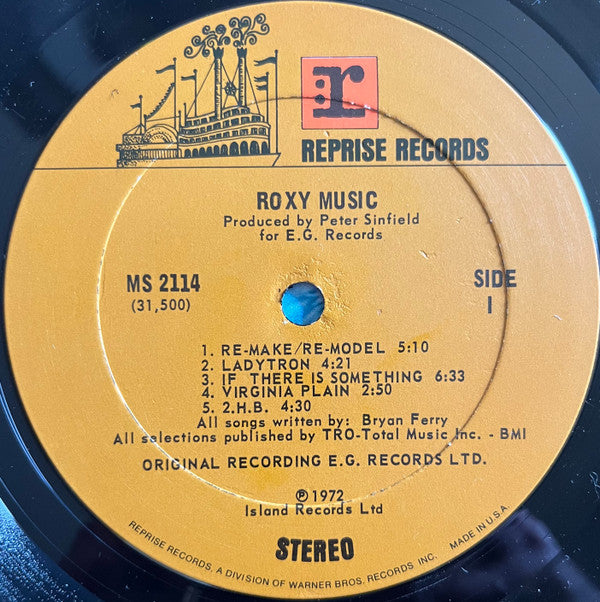 :r
REPRISE RECORDS
ROXY MUSIC
Produced by Peter Sinfield
for E.G. Records
MS 2114
(31,500)
SIDE
1
1. RE-MAKE/RE-MODEL 5:10
2. LADYTRON 4:21
3. IF THERE IS SOMETHING 6:33
4. VIRGINIA PLAIN 2:50
5. 2.H.B. 4:30
All songs written by: Bryan Ferry
All selections published by TRO-Total Music Inc. - BMI
ORIGINAL RECORDING E.G. RECORDS LTD.
℗ 1972
Island Records Ltd
STEREO
REPRISE RECORDS, A DIVISION OF WARNER BROS. RECORDS, INC. MADE IN U.S.A.